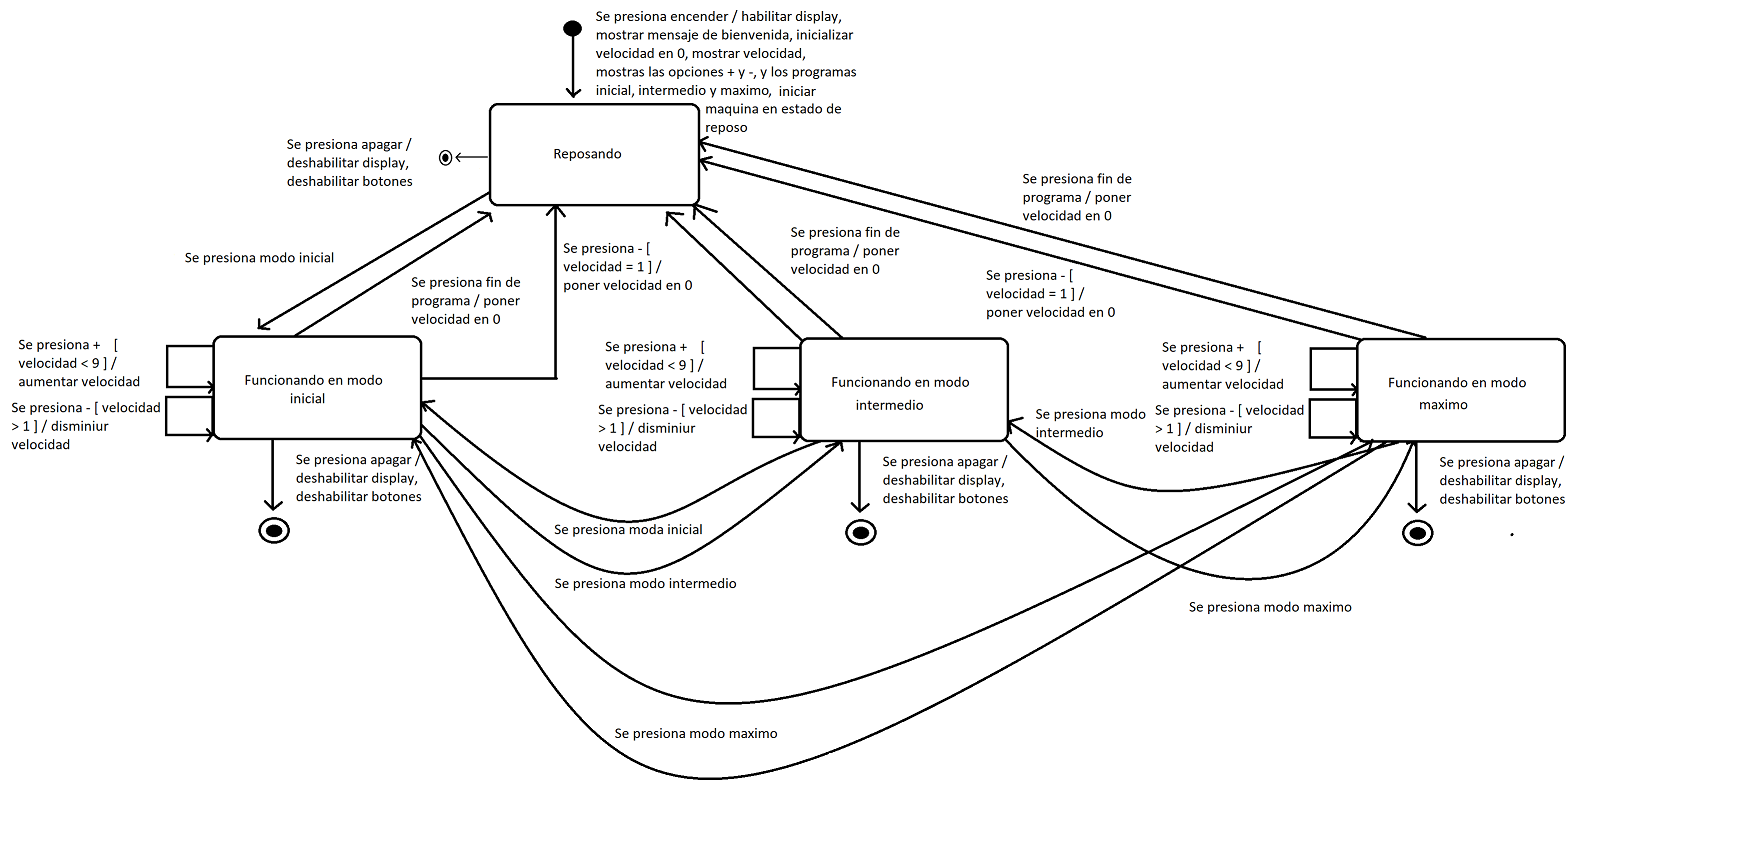 Se presiona encender / habilitar display,
mostrar mensaje de bienvenida, inicializar
velocidad en 0, mostrar velocidad,
mostras las opciones + y -, y los programas
inicial, intermedio y maximo, iniciar
maquina en estado de
reposo
Se presiona apagar /
deshabilitar display,
deshabilitar botones
Reposando
Se presiona fin de
programa / poner
velocidad en 0
Se presiona modo inicial
Se presiona fin de
programa / poner
velocidad en 0
Se presiona - [
velocidad = 1 ] /
poner velocidad en 0
Se presiona fin de
programa / poner
velocidad en 0
Se presiona - [
velocidad = 1 ] /
poner velocidad en 0
Se presiona + [
velocidad < 9 ] /
aumentar velocidad
Se presiona - [ velocidad
> 1 ] / disminiur
velocidad
Funcionando en modo
inicial
Se presiona apagar /
deshabilitar display,
deshabilitar botones
Se presiona + [
velocidad < 9 ] /
aumentar velocidad
Se presiona - [ velocidad
> 1 ] / disminiur
velocidad
Funcionando en modo
intermedio
Se presiona apagar /
deshabilitar display,
deshabilitar botones
Se presiona modo
intermedio
Se presiona + [
velocidad < 9 ] /
aumentar velocidad
Se presiona - [ velocidad
> 1 ] / disminiur
velocidad
Funcionando en modo
maximo
Se presiona apagar /
deshabilitar display,
deshabilitar botones
Se presiona moda inicial
Se presiona modo intermedio
Se presiona modo maximo
Se presiona modo maximo